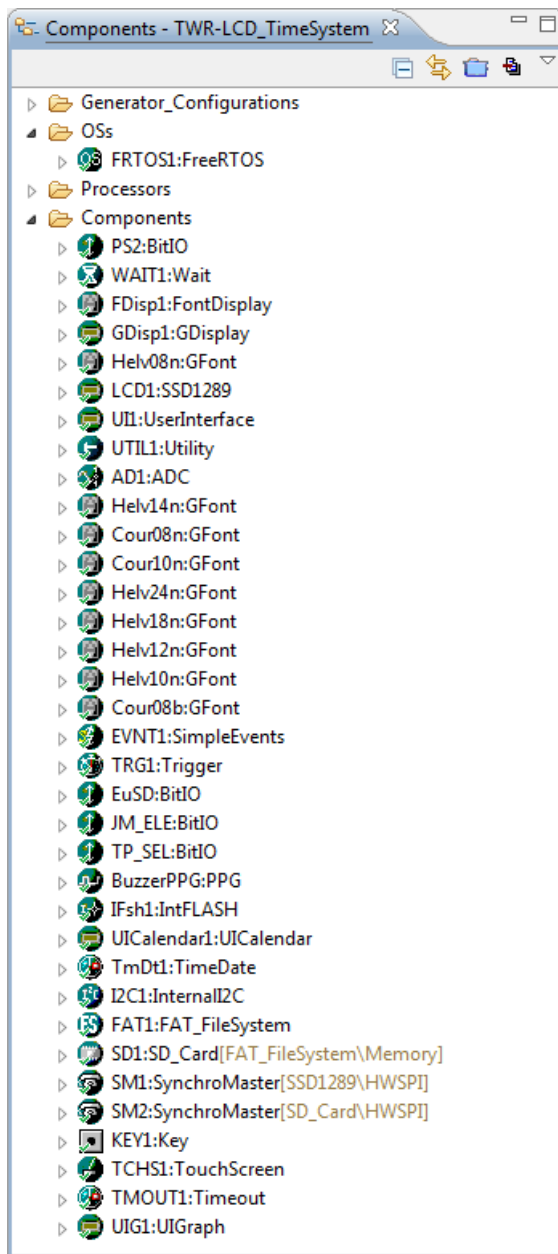 Components - TWR-LCD_TimeSystem
Generator_Configurations
OSs
FRTOS1:FreeRTOS
Processors
Components
PS2:BitIO
WAIT1:Wait
FDisp1:FontDisplay
GDisp1:GDisplay
Helv08n:GFont
LCD1:SSD1289
UI1:UserInterface
UTIL1:Utility
AD1:ADC
Helv14n:GFont
Cour08n:GFont
Cour10n:GFont
Helv24n:GFont
Helv18n:GFont
Helv12n:GFont
Helv10n:GFont
Cour08b:GFont
EVNT1:SimpleEvents
TRG1:Trigger
EuSD:BitIO
JM_ELE:BitIO
TP_SEL:BitIO
BuzzerPPG:PPG
IFsh1:IntFLASH
UICalendar1:UICalendar
TmDt1:TimeDate
I2C1:InternalI2C
FAT1:FAT_FileSystem
SD1:SD_Card[FAT_FileSystem\Memory]
SM1:SynchroMaster[SSD1289\HWSPI]
SM2:SynchroMaster[SD_Card\HWSPI]
KEY1:Key
TCHS1:TouchScreen
TMOUT1:Timeout
UIG1:UIGraph